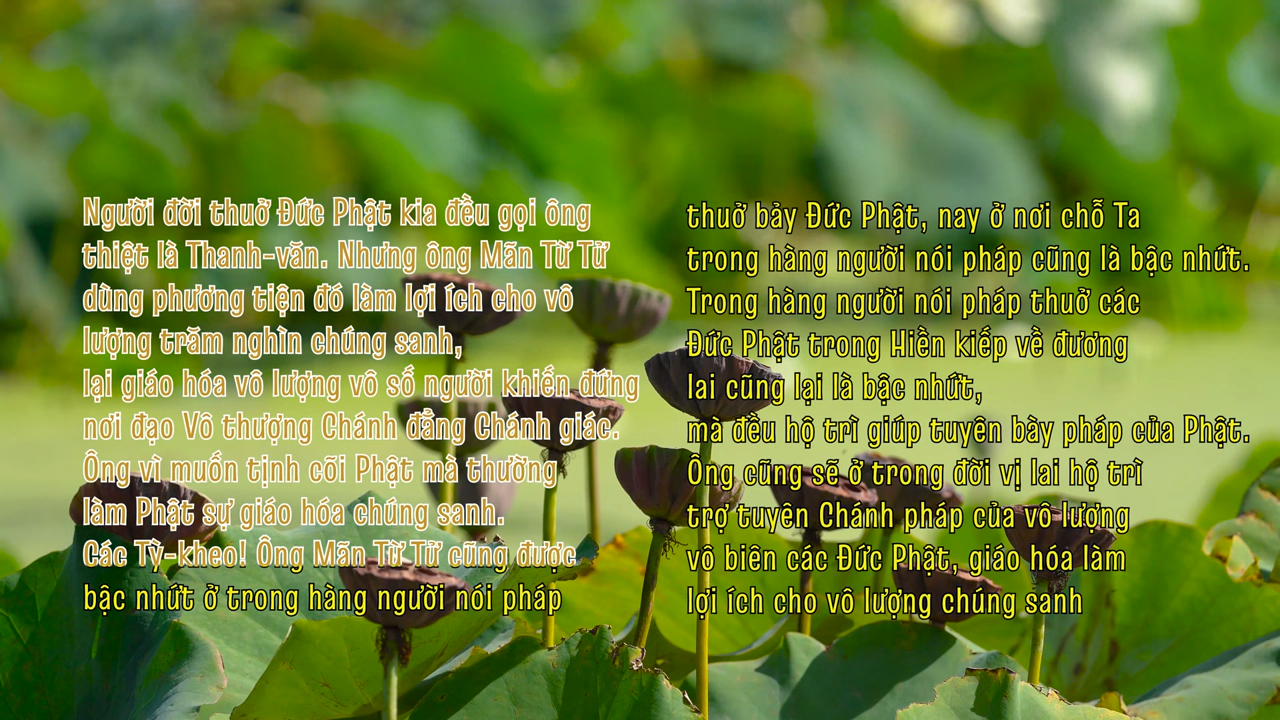 Người đời thuở Đức Phật kia đều gọi ông
thiệt là Thanh-văn. Nhưng ông Mãn Từ Tử
dùng phương tiện đó làm lợi ích cho vô
lượng trăm nghìn chúng sanh,
lại giáo hóa vô lượng vô số người khiến đứng
nơi đạo Vô thượng Chánh đẳng Chánh giác.
Ông vì muốn tịnh cõi Phật mà thường
làm Phật sự giáo hóa chúng sanh.
Các Tỳ-kheo! Ông Mãn Từ Tử cũng được
bậc nhứt ở trong hàng người nói pháp
thuở bảy Đức Phật, nay ở nơi chỗ Ta
trong hàng người nói pháp cũng là bậc nhứt.
Trong hàng người nói pháp thuở các
Đức Phật trong Hiền kiếp về đương
lai cũng lại là bậc nhứt,
mà đều hộ trì giúp tuyên bày pháp của Phật.
Ông cũng sẽ ở trong đời vị lai hộ trì
trợ tuyên Chánh pháp của vô lượng
vô biên các Đức Phật, giáo hóa làm
lợi ích cho vô lượng chúng sanh